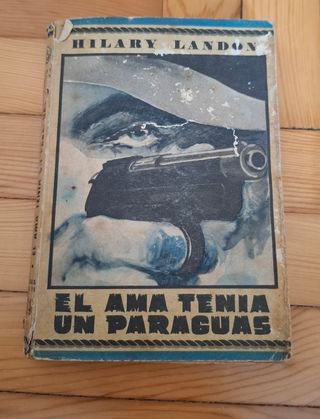 HILARY LANDON
EL AMA TENIA
UN PARAGUAS